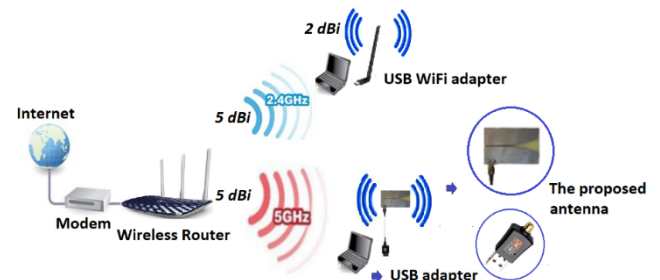 2 dBi
USB WiFi adapter
2.4GHz
5 dBi
Internet
Modem
Wireless Router
5 dBi
5GHz
The proposed
antenna
USB adapter